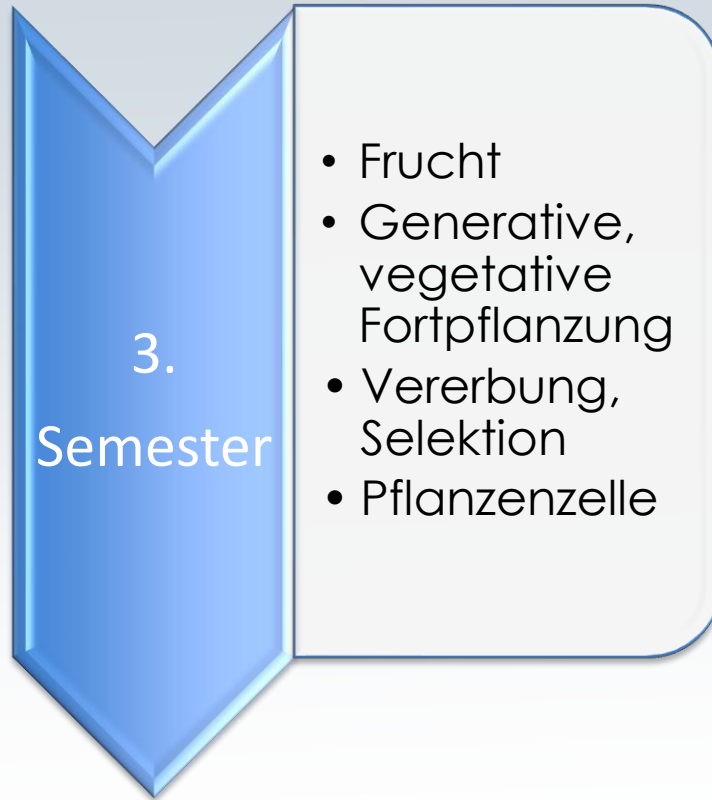 3.
Semester
• Frucht
• Generative,
vegetative
Fortpflanzung
• Vererbung,
Selektion
• Pflanzenzelle